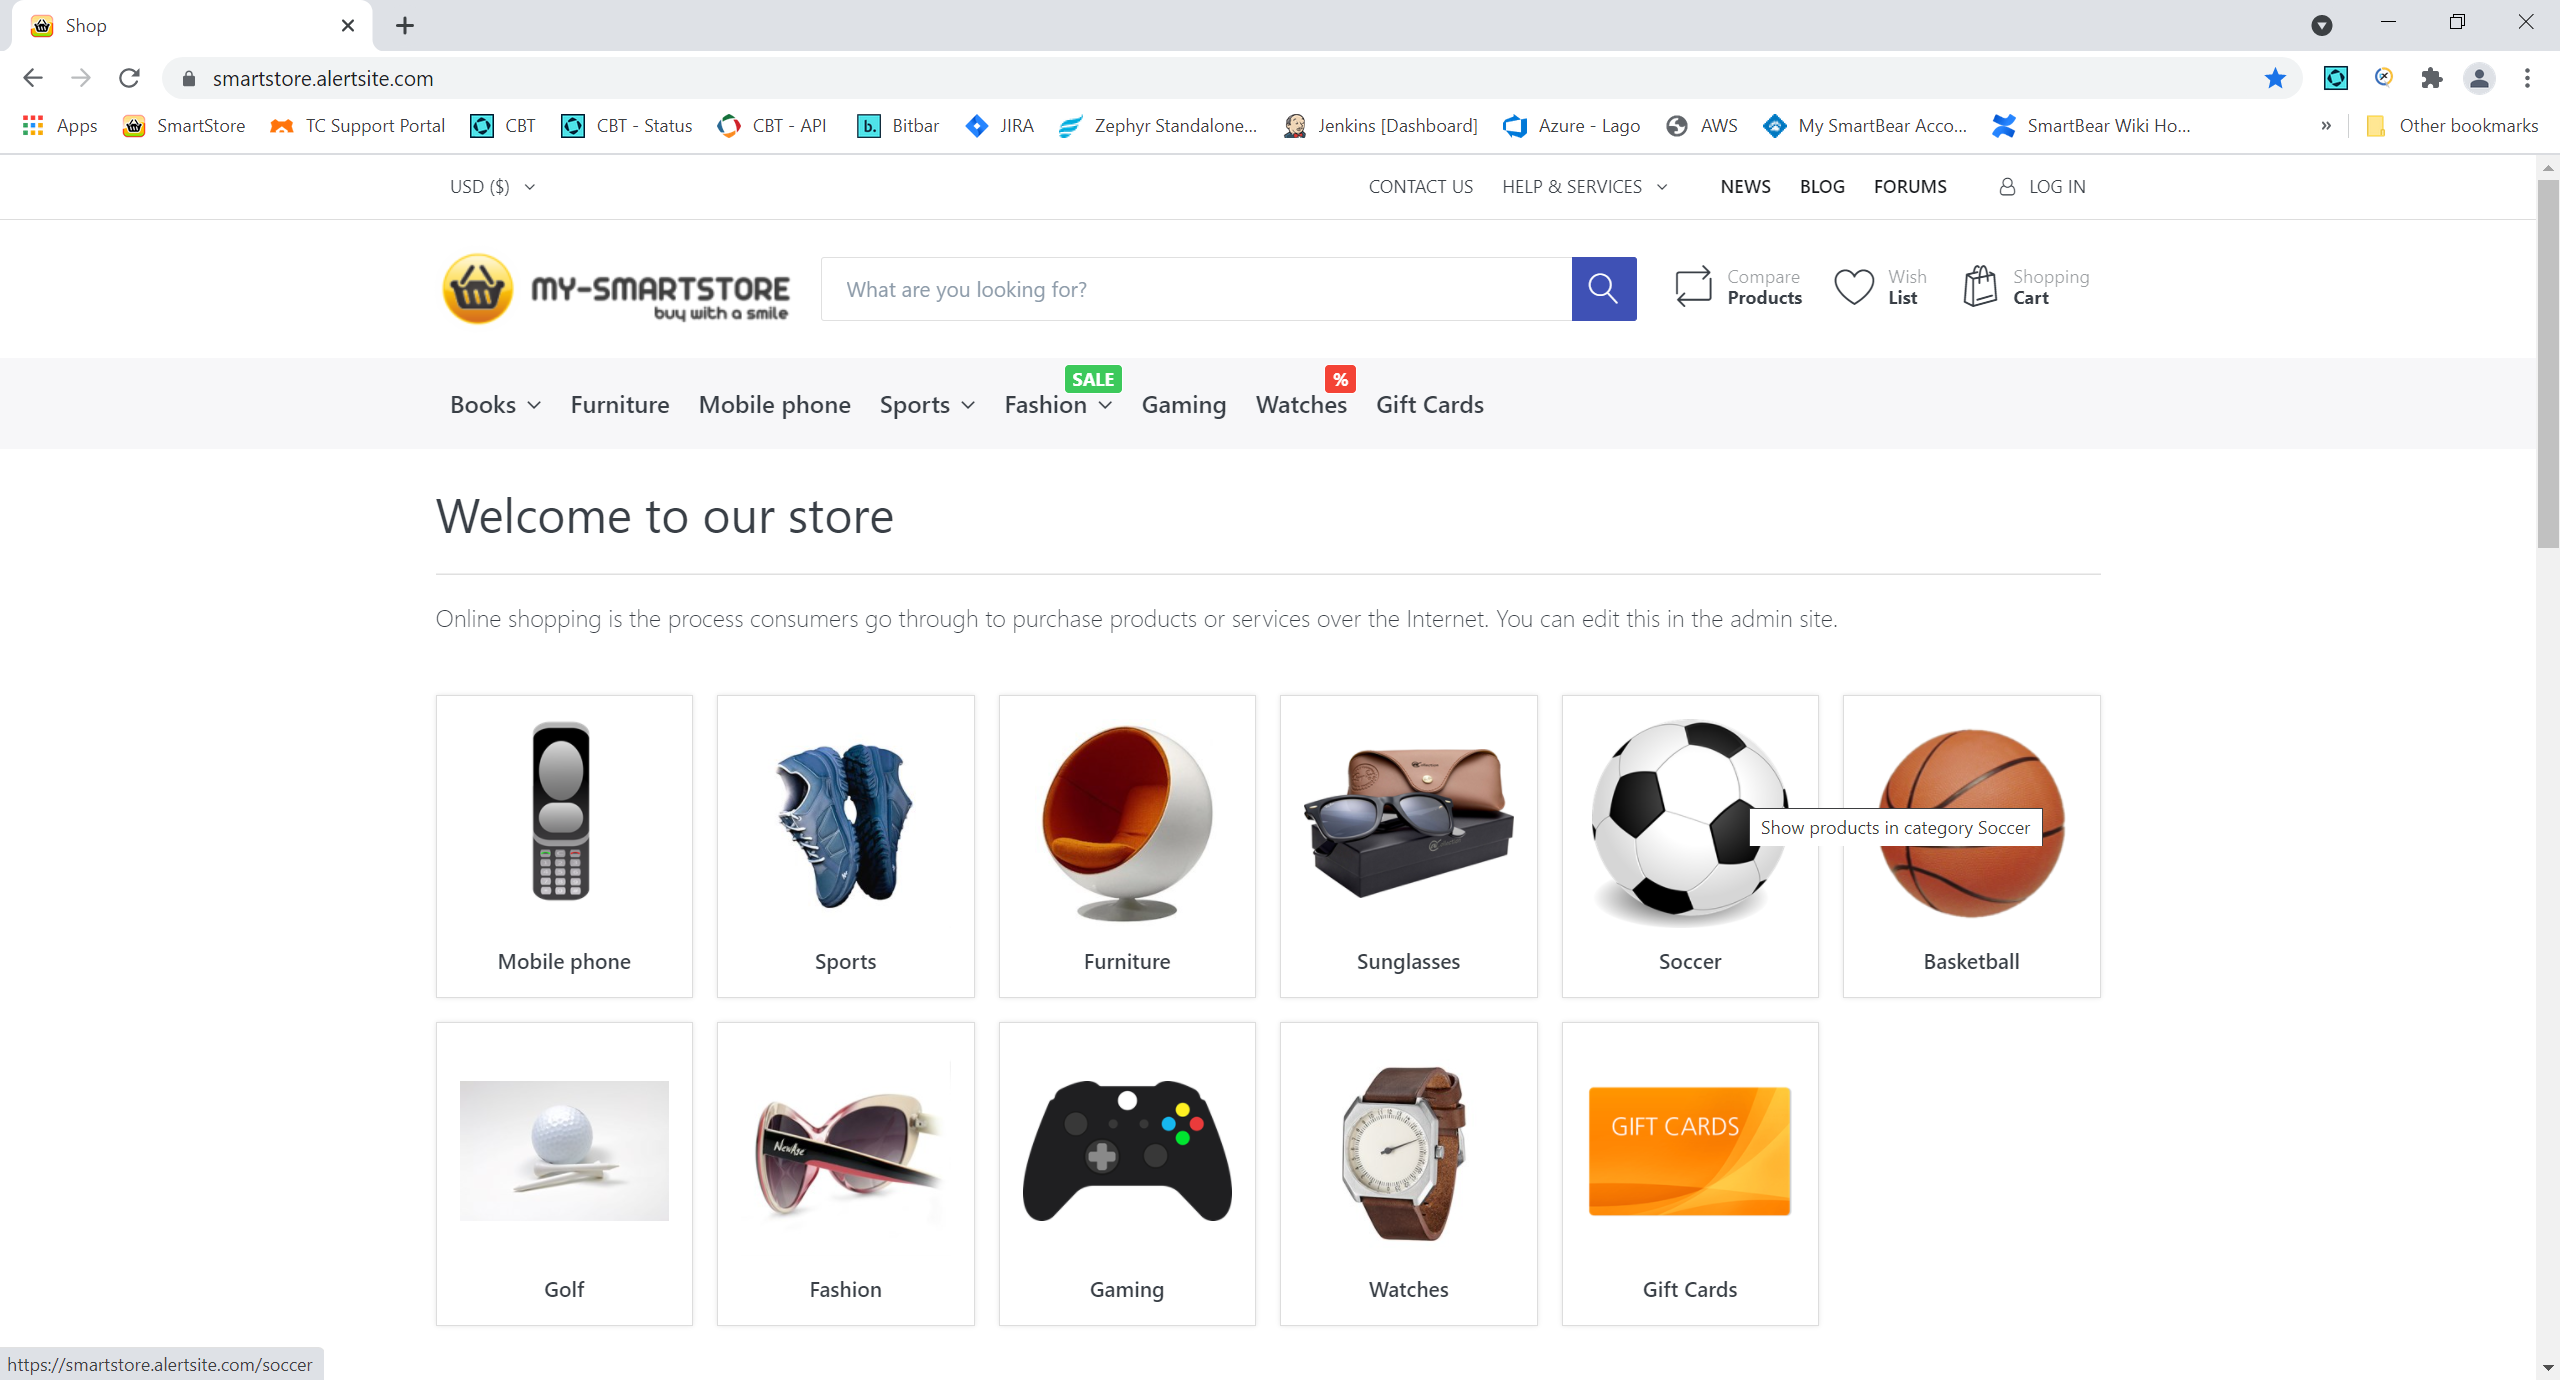 Shop
smartstore.alertsite.com
Apps SmartStore TC Support Portal CBT CBT - Status CBT - API b. Bitbar JIRA Zephyr Standalone... Jenkins [Dashboard] Azure - Lago AWS My SmartBear Acco... SmartBear Wiki Ho... » Other bookmarks
USD ($) CONTACT US HELP & SERVICES NEWS BLOG FORUMS LOG IN
MY-SMARTSTORE
buy with a smile
What are you looking for?
Compare
Products
Wish
List
Shopping
Cart
SALE %
Books Furniture Mobile phone Sports Fashion Gaming Watches Gift Cards
Welcome to our store
Online shopping is the process consumers go through to purchase products or services over the Internet. You can edit this in the admin site.
Show products in category Soccer
Mobile phone Sports Furniture Sunglasses Soccer Basketball
NewAge
GIFT CARDS
Golf Fashion Gaming Watches Gift Cards
https://smartstore.alertsite.com/soccer